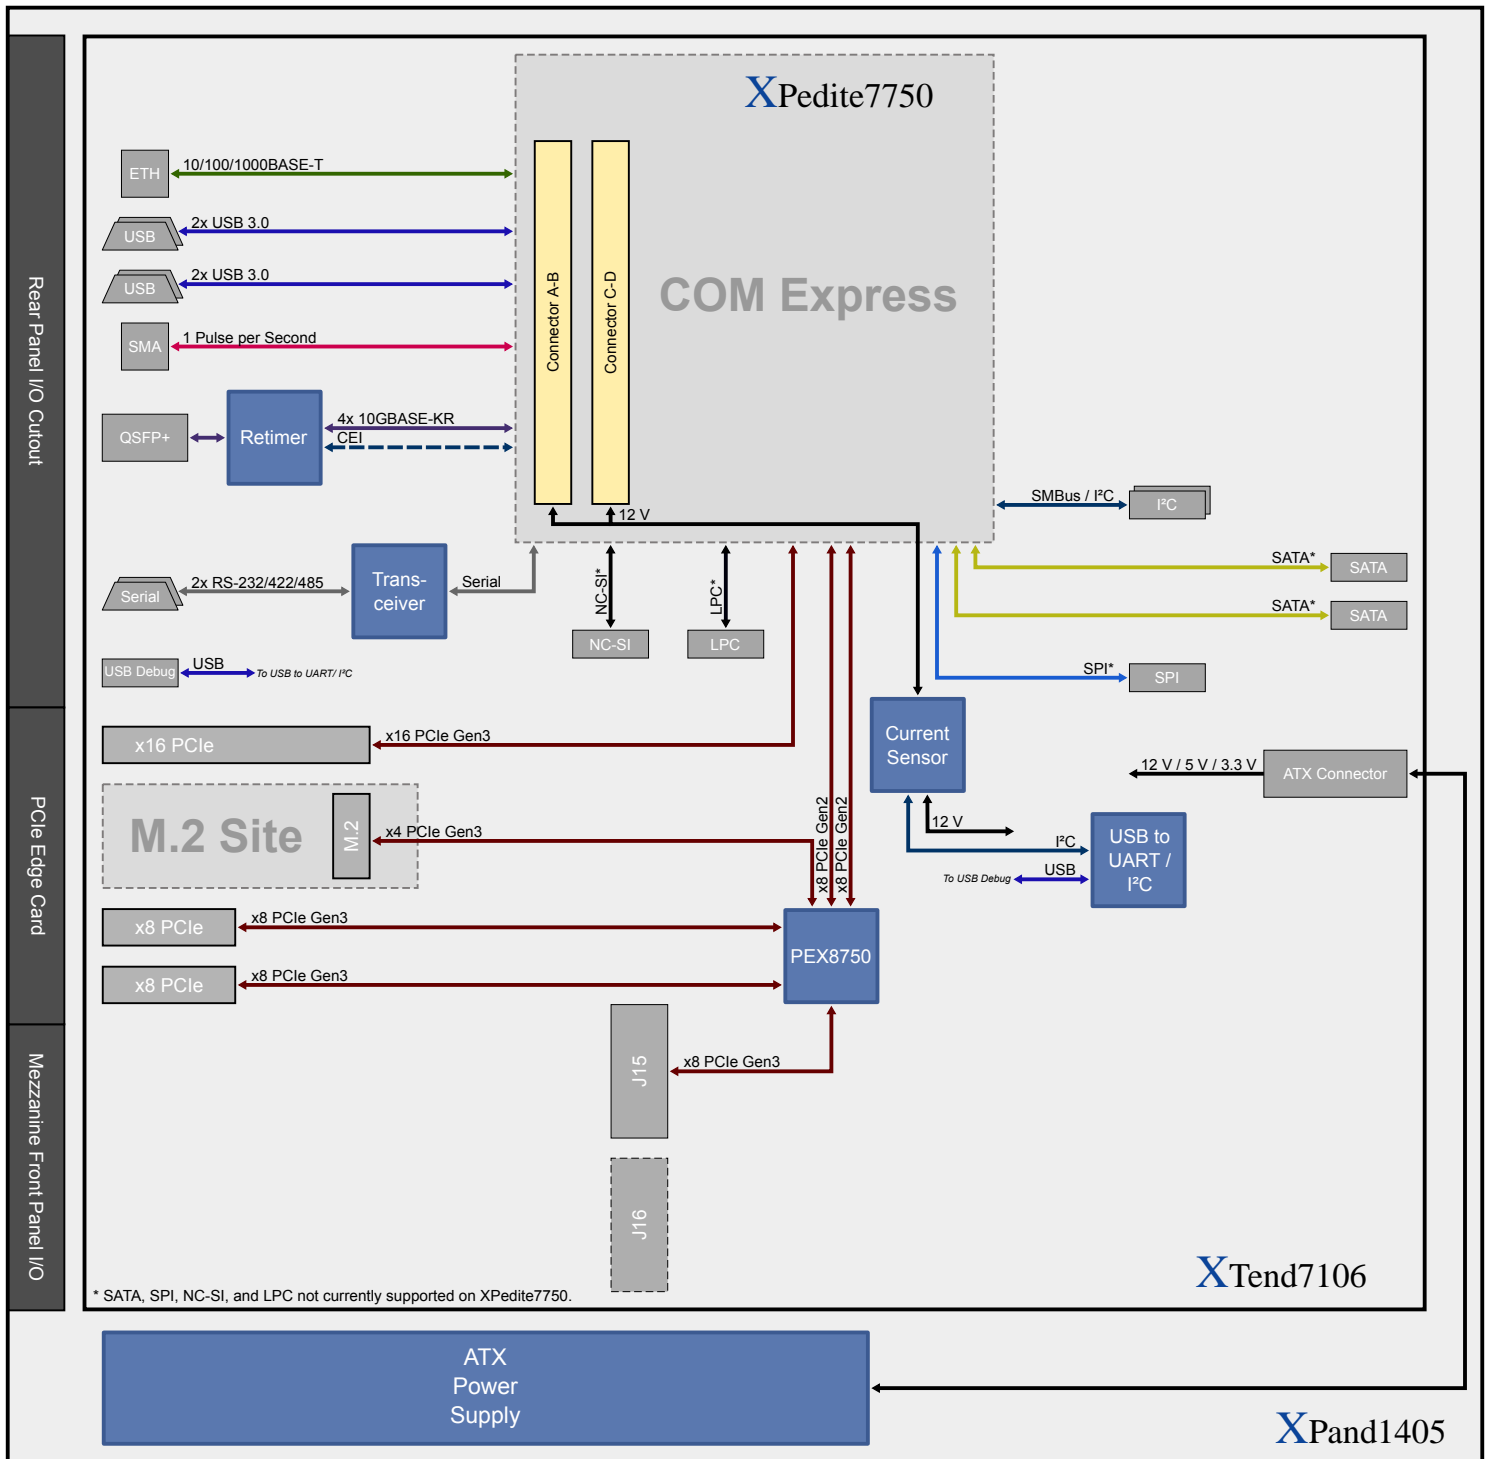 XPedite7750
COM Express
Connector A-B
Connector C-D
Rear Panel I/O Cutout
ETH
10/100/1000BASE-T
USB
2x USB 3.0
USB
2x USB 3.0
SMA
1 Pulse per Second
QSFP+
Retimer
4x 10GBASE-KR
CEI
12 V
SMBus / I²C
I²C
Serial
2x RS-232/422/485
Trans-
ceiver
Serial
NC-SI*
NC-SI
LPC*
LPC
SATA*
SATA
SATA*
SATA
SPI*
SPI
USB Debug
USB
To USB to UART/ I²C
PCIe Edge Card
x16 PCIe
x16 PCIe Gen3
Current
Sensor
12 V / 5 V / 3.3 V
ATX Connector
M.2 Site
M.2
x4 PCIe Gen3
x8 PCIe Gen2
x8 PCIe Gen2
12 V
I²C
To USB Debug
USB
USB to
UART /
I²C
x8 PCIe
x8 PCIe Gen3
PEX8750
x8 PCIe
x8 PCIe Gen3
Mezzanine Front Panel I/O
J15
x8 PCIe Gen3
J16
XTend7106
* SATA, SPI, NC-SI, and LPC not currently supported on XPedite7750.
ATX
Power
Supply
XPand1405